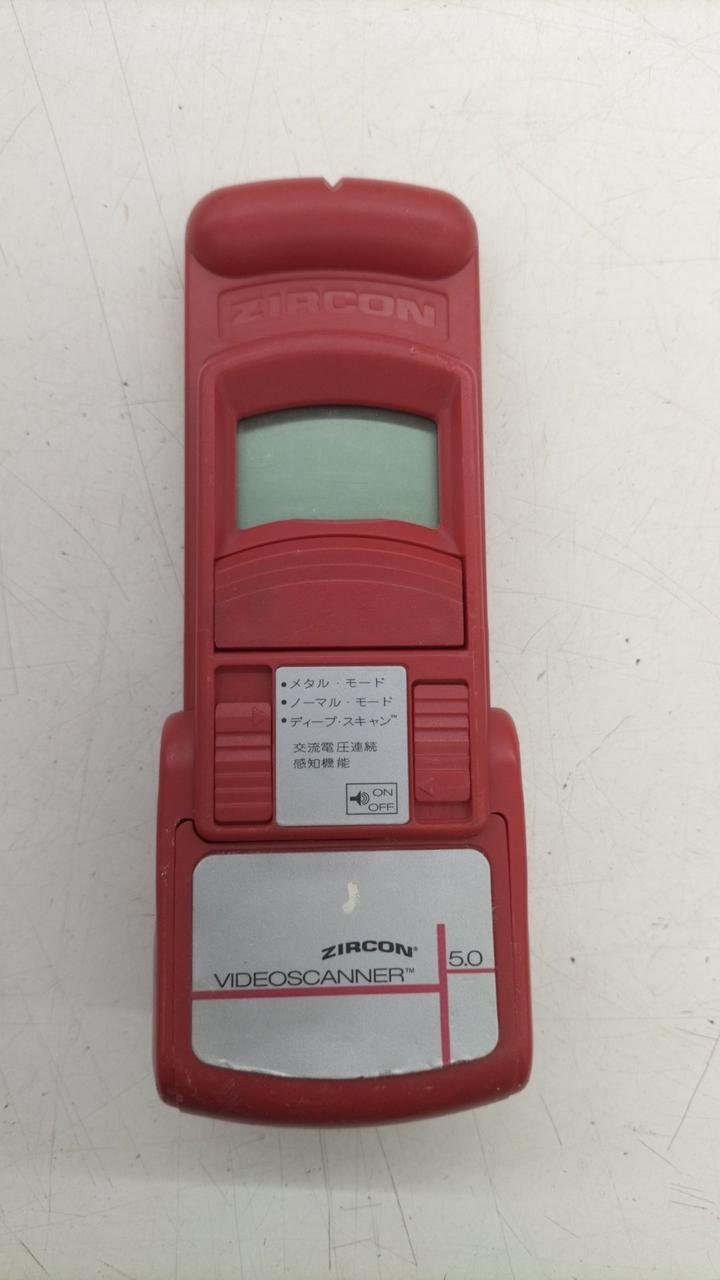 ZIRCON
•メタル・モード
•ノーマル・モード
•ディープ・スキャン™
交流電圧連続
感知機能
ON
OFF
ZIRCON®
VIDEOSCANNER™ 5.0